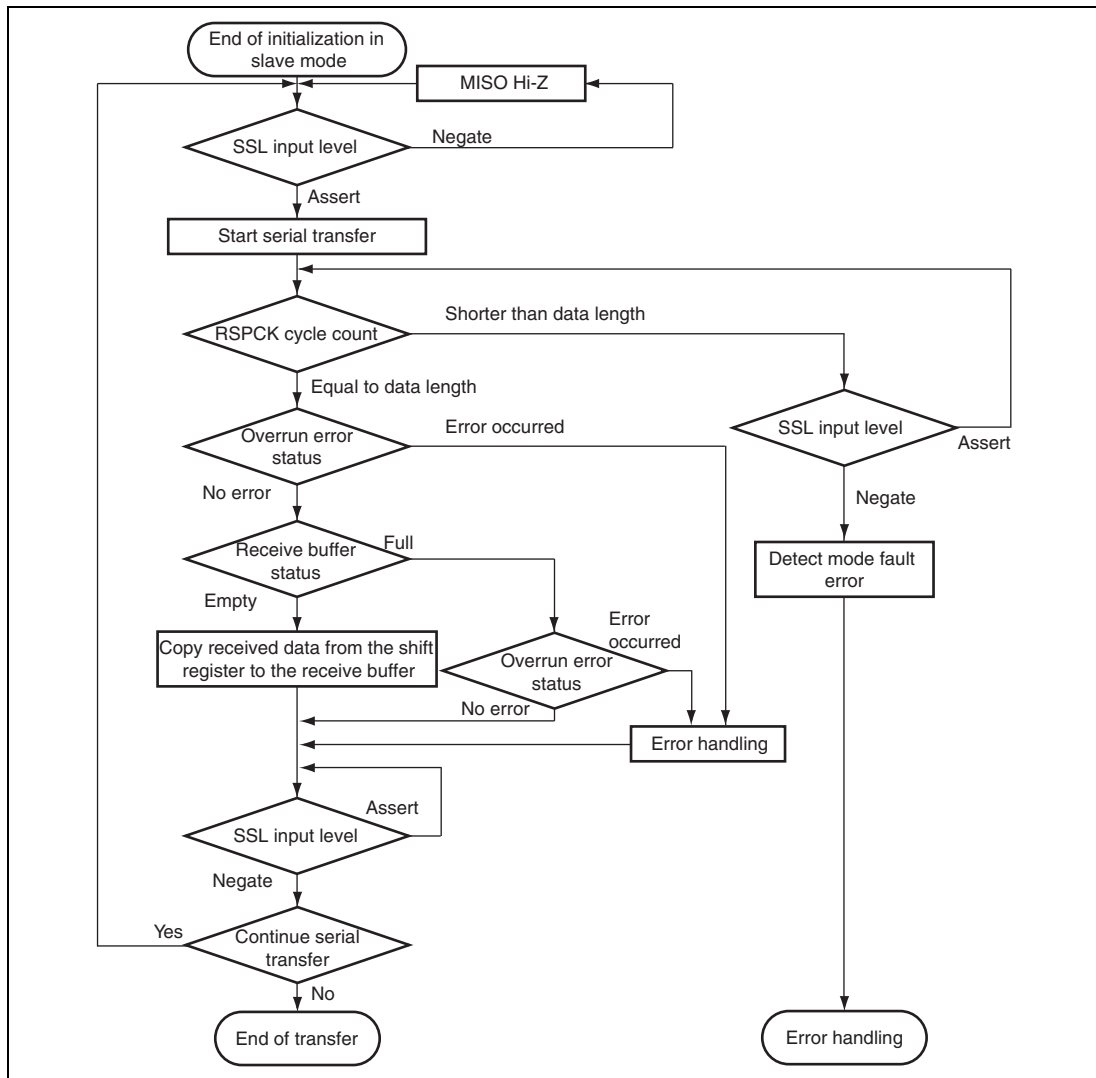 End of initialization in
slave mode
MISO Hi-Z
SSL input level
Negate
Assert
Start serial transfer
RSPCK cycle count
Shorter than data length
Equal to data length
SSL input level
Assert
Negate
Overrun error
status
Error occurred
No error
Receive buffer
status
Full
Empty
Detect mode fault
error
Copy received data from the shift
register to the receive buffer
Error
occurred
Overrun error
status
No error
Error handling
Assert
SSL input level
Negate
Yes
Continue serial
transfer
No
End of transfer
Error handling